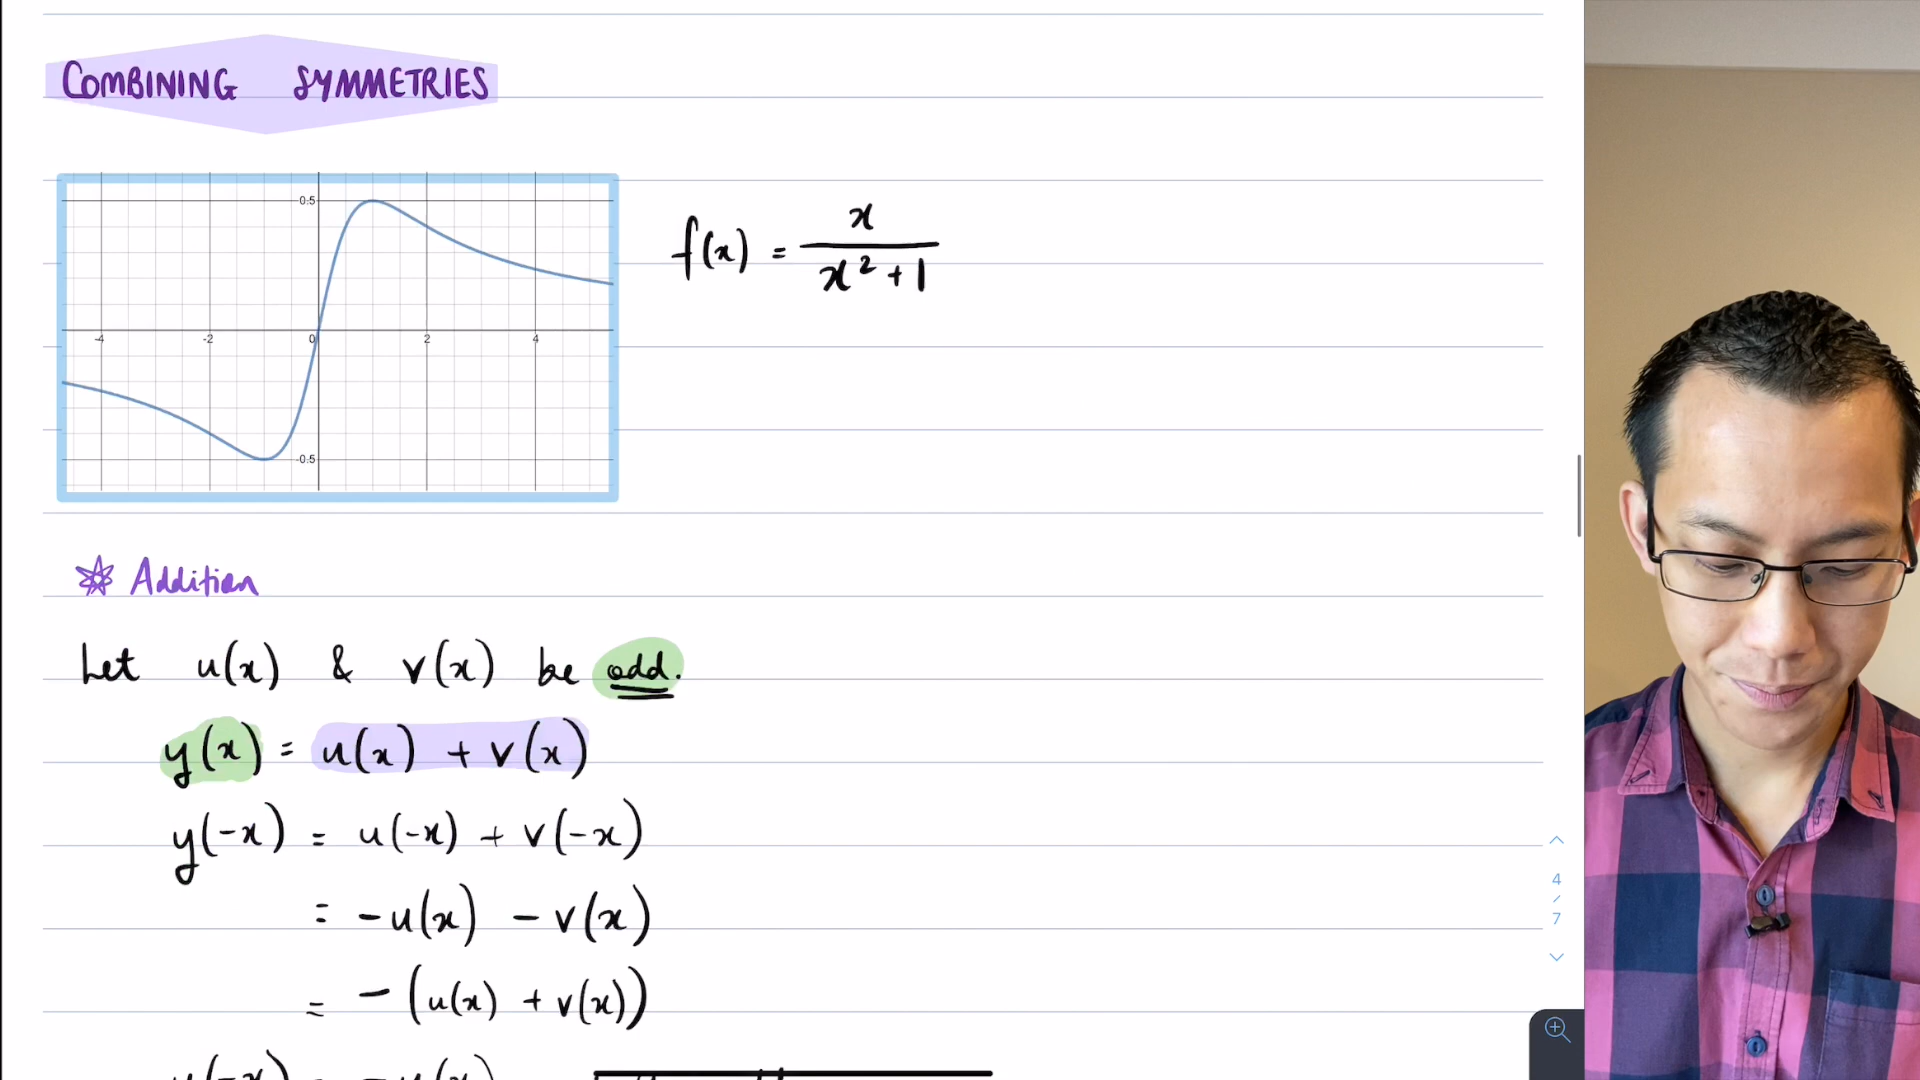 COMBINING SYMMETRIES
0.5
-4 -2 0 2 4
-0.5
f(x) = x / (x² + 1)
Addition
Let u(x) & v(x) be odd.
y(x) = u(x) + v(x)
y(-x) = u(-x) + v(-x)
= -u(x) - v(x)
= - (u(x) + v(x))
4
/
7